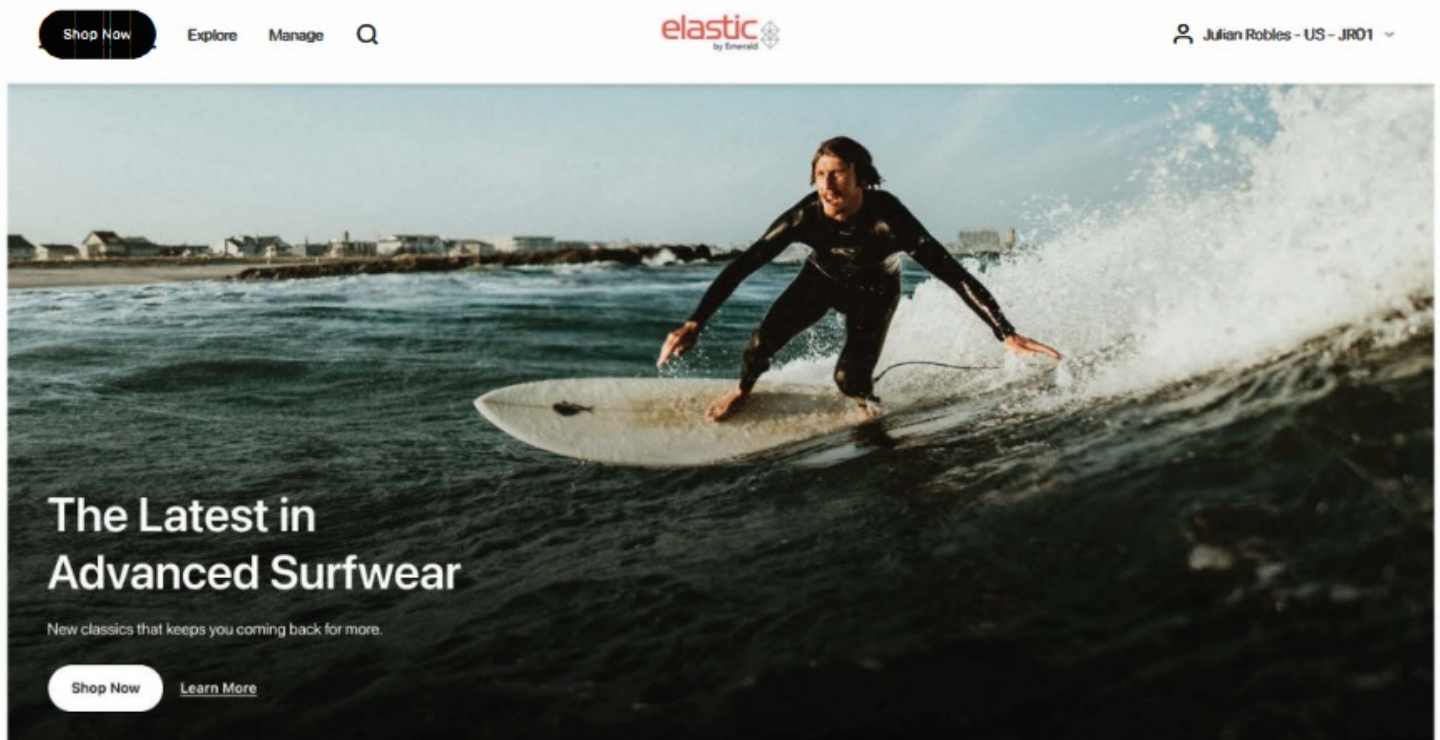 Shop Now
Explore
Manage
elastic
by Emerald
Julian Robles - US - JR01
The Latest in
Advanced Surfwear
New classics that keeps you coming back for more.
Shop Now
Learn More